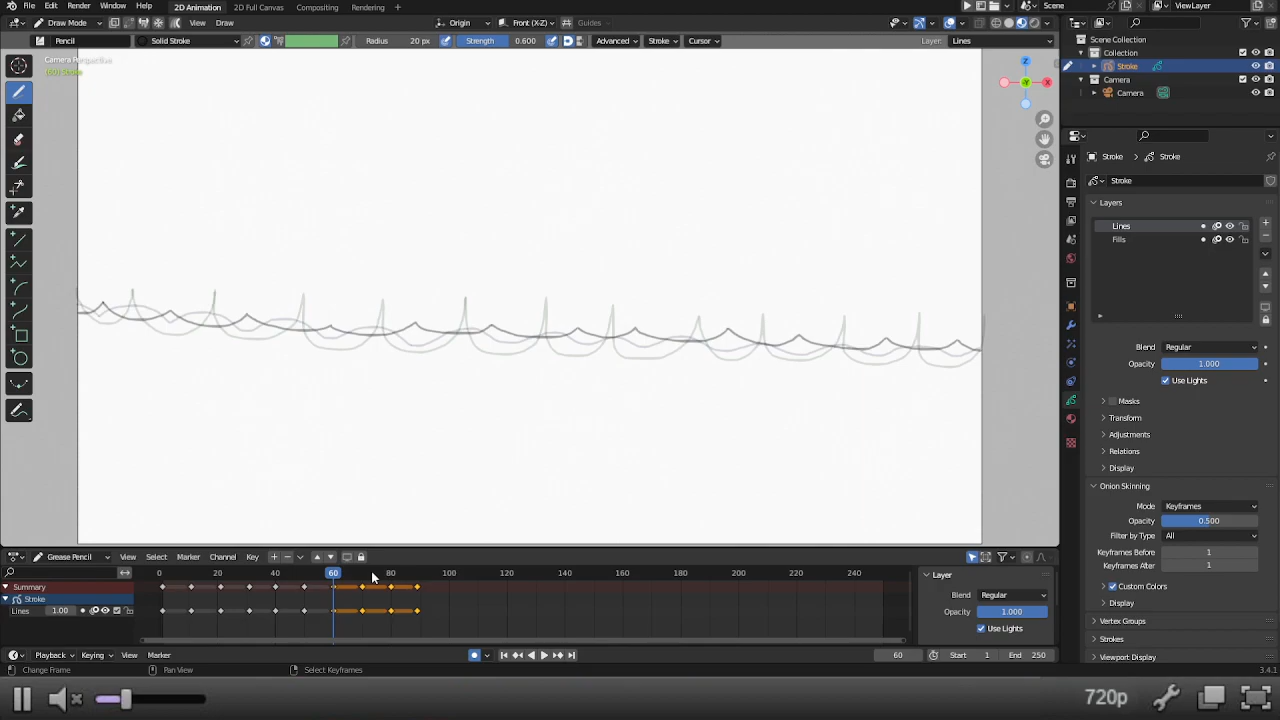 File Edit Render Window Help 2D Animation 2D Full Canvas Compositing Rendering + Scene ViewLayer
Draw Mode View Draw Origin Front (X-Z) Guides
Pencil Solid Stroke Radius 20 px Strength 0.600 Advanced Stroke Cursor Layer: Lines
Camera Perspective
(60) Stroke
Z
Y
X
Scene Collection
Collection
Stroke
Camera
Camera
Stroke Stroke
Stroke
Layers
Lines
Fills
Blend Regular
Opacity 1.000
Use Lights
Masks
Transform
Adjustments
Relations
Display
Onion Skinning
Mode Keyframes
Opacity 0.500
Filter by Type All
Keyframes Before 1
Keyframes After 1
Custom Colors
Display
Vertex Groups
Strokes
Viewport Display
Grease Pencil View Select Marker Channel Key
0 20 40 60 80 100 120 140 160 180 200 220 240
Summary
Stroke
Lines 1.00
Layer
Blend Regular
Opacity 1.000
Use Lights
Playback Keying View Marker 60 Start 1 End 250
Change Frame Pan View Select Keyframes 3.4.1
720p